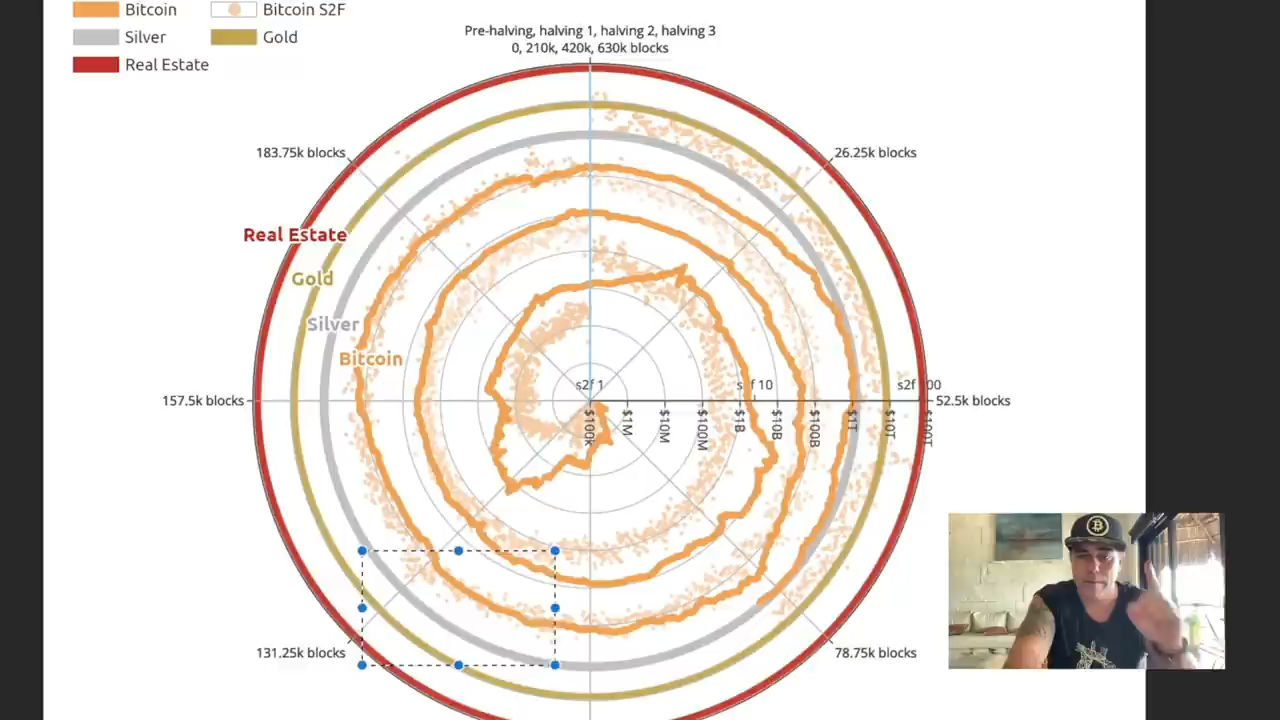 Bitcoin
Bitcoin S2F
Silver
Gold
Real Estate
Pre-halving, halving 1, halving 2, halving 3
0, 210k, 420k, 630k blocks
183.75k blocks
26.25k blocks
Real Estate
Gold
Silver
Bitcoin
s2f 1
s2f 10
s2f 100
157.5k blocks
52.5k blocks
$100k
$1M
$10M
$100M
$1B
$10B
$100B
$1T
$10T
$100T
131.25k blocks
78.75k blocks